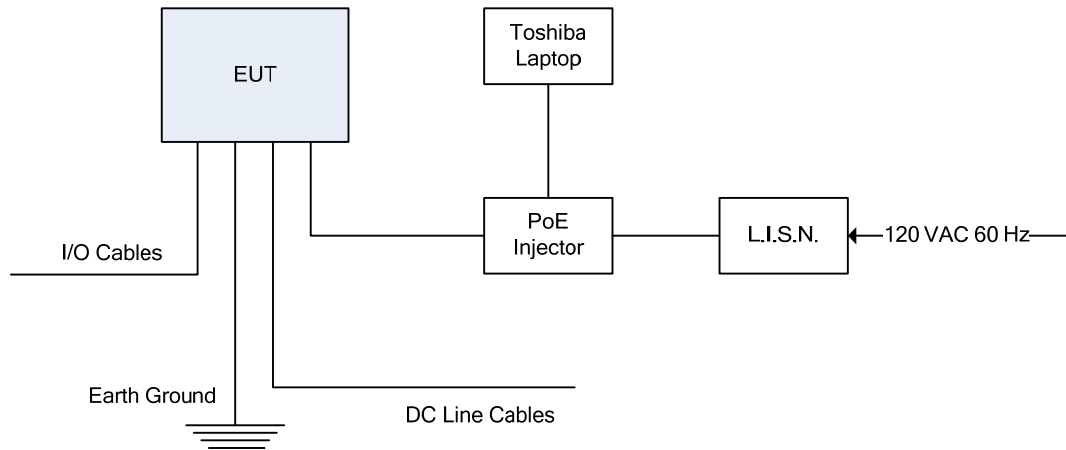 EUT
Toshiba
Laptop
PoE
Injector
L.I.S.N.
120 VAC 60 Hz
I/O Cables
Earth Ground
DC Line Cables